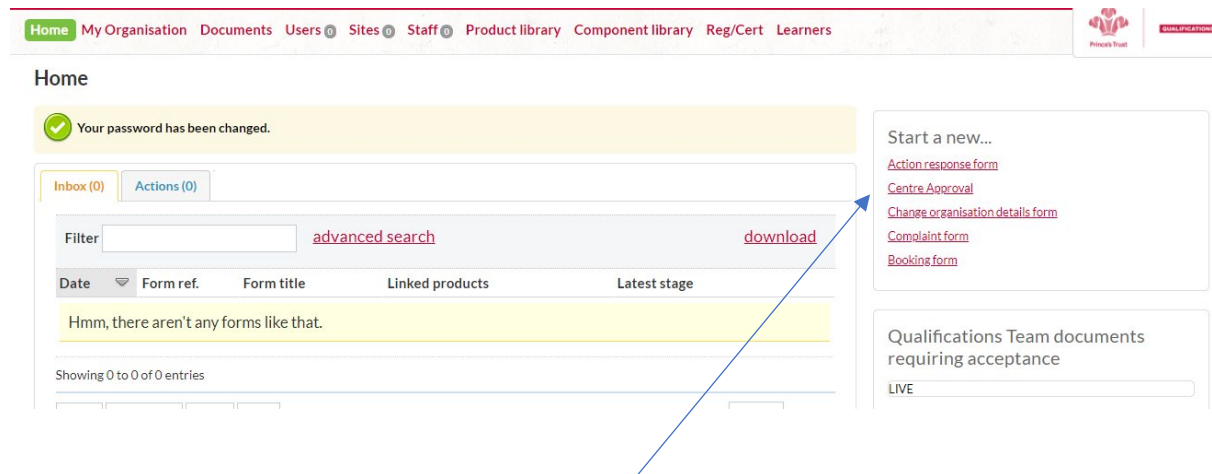 Home My Organisation Documents Users 0 Sites 0 Staff 0 Product library Component library Reg/Cert Learners
Prince's Trust
QUALIFICATIONS
Home
Your password has been changed.
Inbox (0) Actions (0)
Filter advanced search download
Date Form ref. Form title Linked products Latest stage
Hmm, there aren't any forms like that.
Showing 0 to 0 of 0 entries
Start a new...
Action response form
Centre Approval
Change organisation details form
Complaint form
Booking form
Qualifications Team documents
requiring acceptance
LIVE